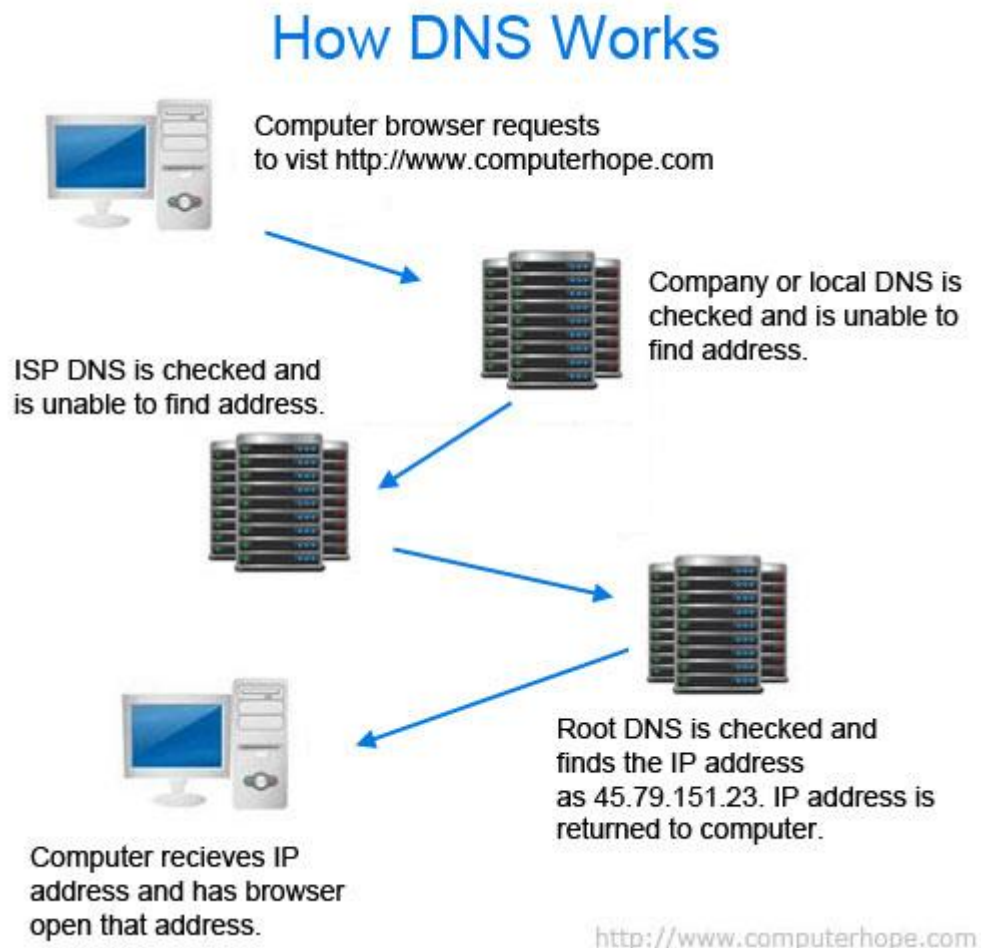 How DNS Works
Computer browser requests
to vist http://www.computerhope.com
Company or local DNS is
checked and is unable to
find address.
ISP DNS is checked and
is unable to find address.
Root DNS is checked and
finds the IP address
as 45.79.151.23. IP address is
returned to computer.
Computer recieves IP
address and has browser
open that address.
http://www.computerhope.com